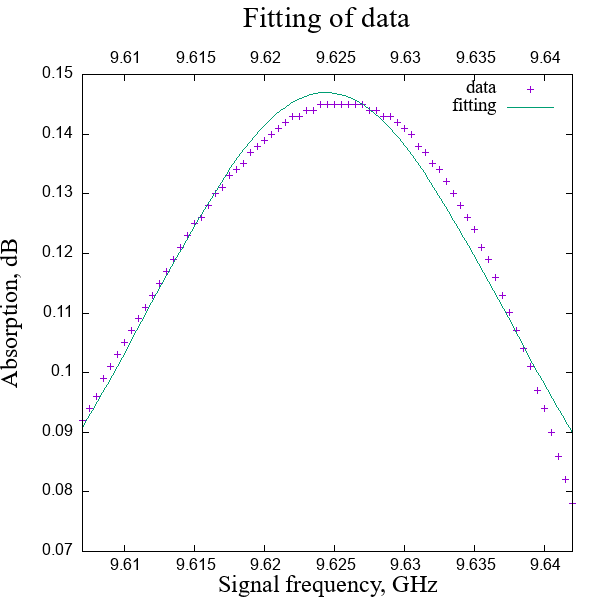 Fitting of data
9.61 9.615 9.62 9.625 9.63 9.635 9.64
0.15
data
fitting
0.14
0.13
0.12
0.11
0.1
0.09
0.08
0.07
Absorption, dB
9.61 9.615 9.62 9.625 9.63 9.635 9.64
Signal frequency, GHz